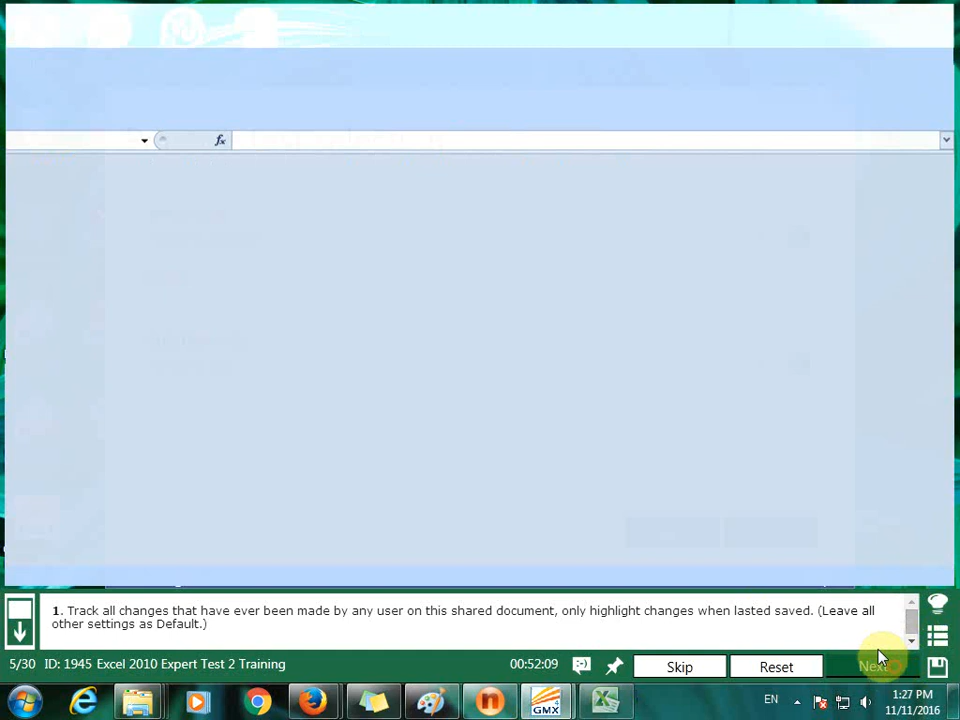 fx
1. Track all changes that have ever been made by any user on this shared document, only highlight changes when lasted saved. (Leave all
other settings as Default.)
5/30 ID: 1945 Excel 2010 Expert Test 2 Training
00:52:09
Skip
Reset
Next
GMX
EN
1:27 PM
11/11/2016